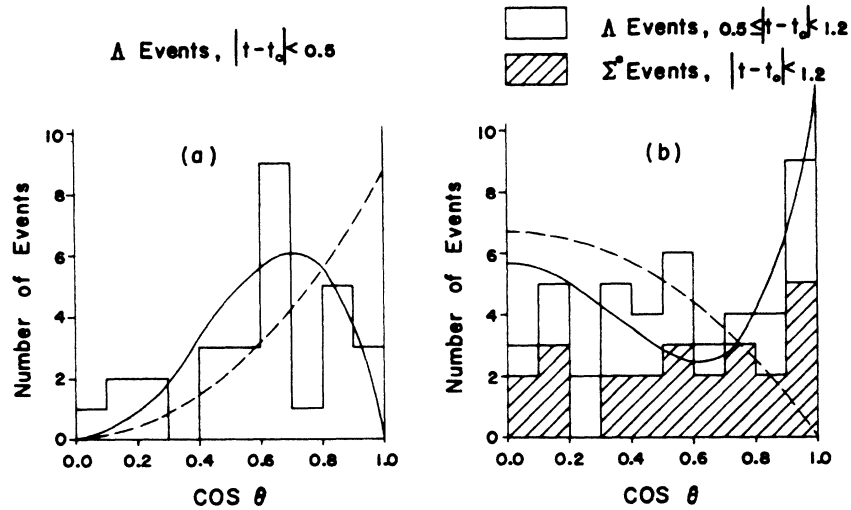 Λ Events, |t-t₀|< 0.5
Λ Events, 0.5≤|t-t₀|< 1.2
Σ° Events, |t-t₀|< 1.2
(a)
Number of Events
10
8
6
4
2
0
0.0 0.2 0.4 0.6 0.8 1.0
COS θ
(b)
Number of Events
10
8
6
4
2
0
0.0 0.2 0.4 0.6 0.8 1.0
COS θ